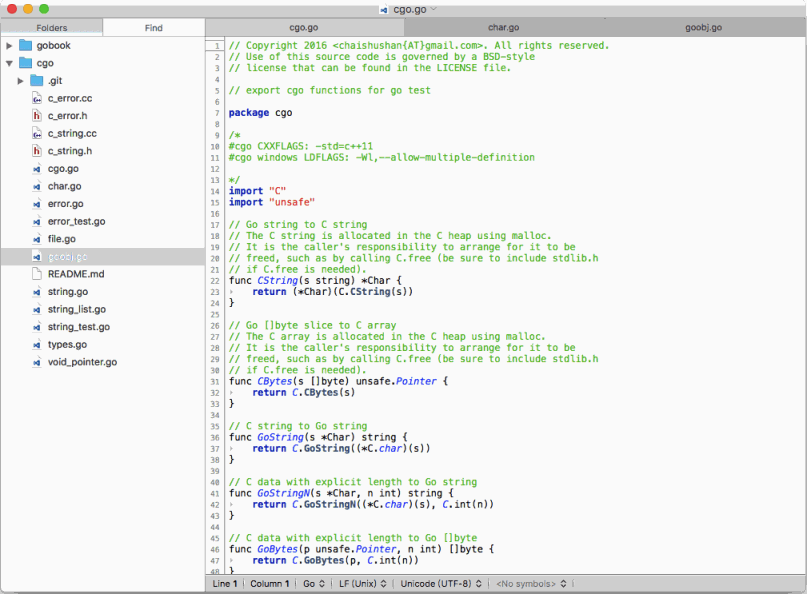 cgo.go
Folders
Find
cgo.go
char.go
goobj.go
gobook
cgo
.git
c_error.cc
c_error.h
c_string.cc
c_string.h
cgo.go
char.go
error.go
error_test.go
file.go
goobj.go
README.md
string.go
string_list.go
string_test.go
types.go
void_pointer.go
1 // Copyright 2016 <chaishushan{AT}gmail.com>. All rights reserved.
2 // Use of this source code is governed by a BSD-style
3 // license that can be found in the LICENSE file.
4
5 // export cgo functions for go test
6
7 package cgo
8
9 /*
10 #cgo CXXFLAGS: -std=c++11
11 #cgo windows LDFLAGS: -Wl,--allow-multiple-definition
12
13 */
14 import "C"
15 import "unsafe"
16
17 // Go string to C string
18 // The C string is allocated in the C heap using malloc.
19 // It is the caller's responsibility to arrange for it to be
20 // freed, such as by calling C.free (be sure to include stdlib.h
21 // if C.free is needed).
22 func CString(s string) *Char {
23 return (*Char)(C.CString(s))
24 }
25
26 // Go []byte slice to C array
27 // The C array is allocated in the C heap using malloc.
28 // It is the caller's responsibility to arrange for it to be
29 // freed, such as by calling C.free (be sure to include stdlib.h
30 // if C.free is needed).
31 func CBytes(s []byte) unsafe.Pointer {
32 return C.CBytes(s)
33 }
34
35 // C string to Go string
36 func GoString(s *Char) string {
37 return C.GoString((*C.char)(s))
38 }
39
40 // C data with explicit length to Go string
41 func GoStringN(s *Char, n int) string {
42 return C.GoStringN((*C.char)(s), C.int(n))
43 }
44
45 // C data with explicit length to Go []byte
46 func GoBytes(p unsafe.Pointer, n int) []byte {
47 return C.GoBytes(p, C.int(n))
48 }
Line 1 Column 1 Go LF (Unix) Unicode (UTF-8) <No symbols>